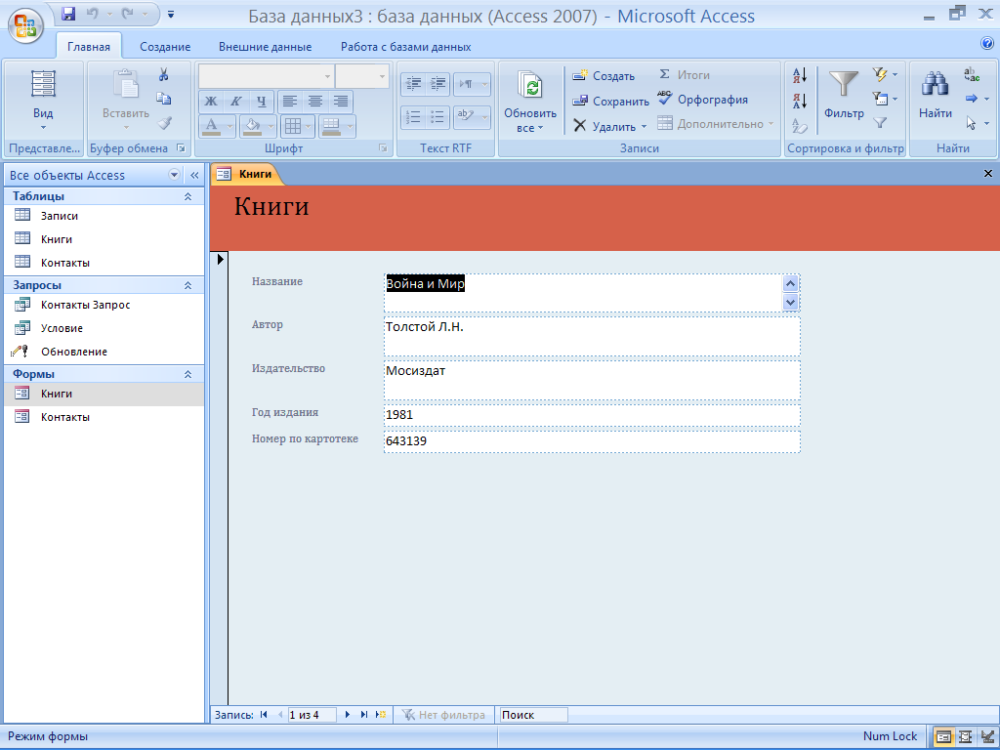 База данных3 : база данных (Access 2007) - Microsoft Access
Главная Создание Внешние данные Работа с базами данных
Вид
Представле...
Вставить
Буфер обмена
Ж К Ч
А
Шрифт
Текст RTF
Обновить
все
Создать
Сохранить
Удалить
Σ Итоги
ABC Орфография
Дополнительно
Записи
Фильтр
Сортировка и фильтр
Найти
Найти
Все объекты Access
Таблицы
Записи
Книги
Контакты
Запросы
Контакты Запрос
Условие
Обновление
Формы
Книги
Контакты
Книги
Книги
Название Война и Мир
Автор Толстой Л.Н.
Издательство Мосиздат
Год издания 1981
Номер по картотеке 643139
Запись: 1 из 4 Нет фильтра Поиск
Режим формы Num Lock